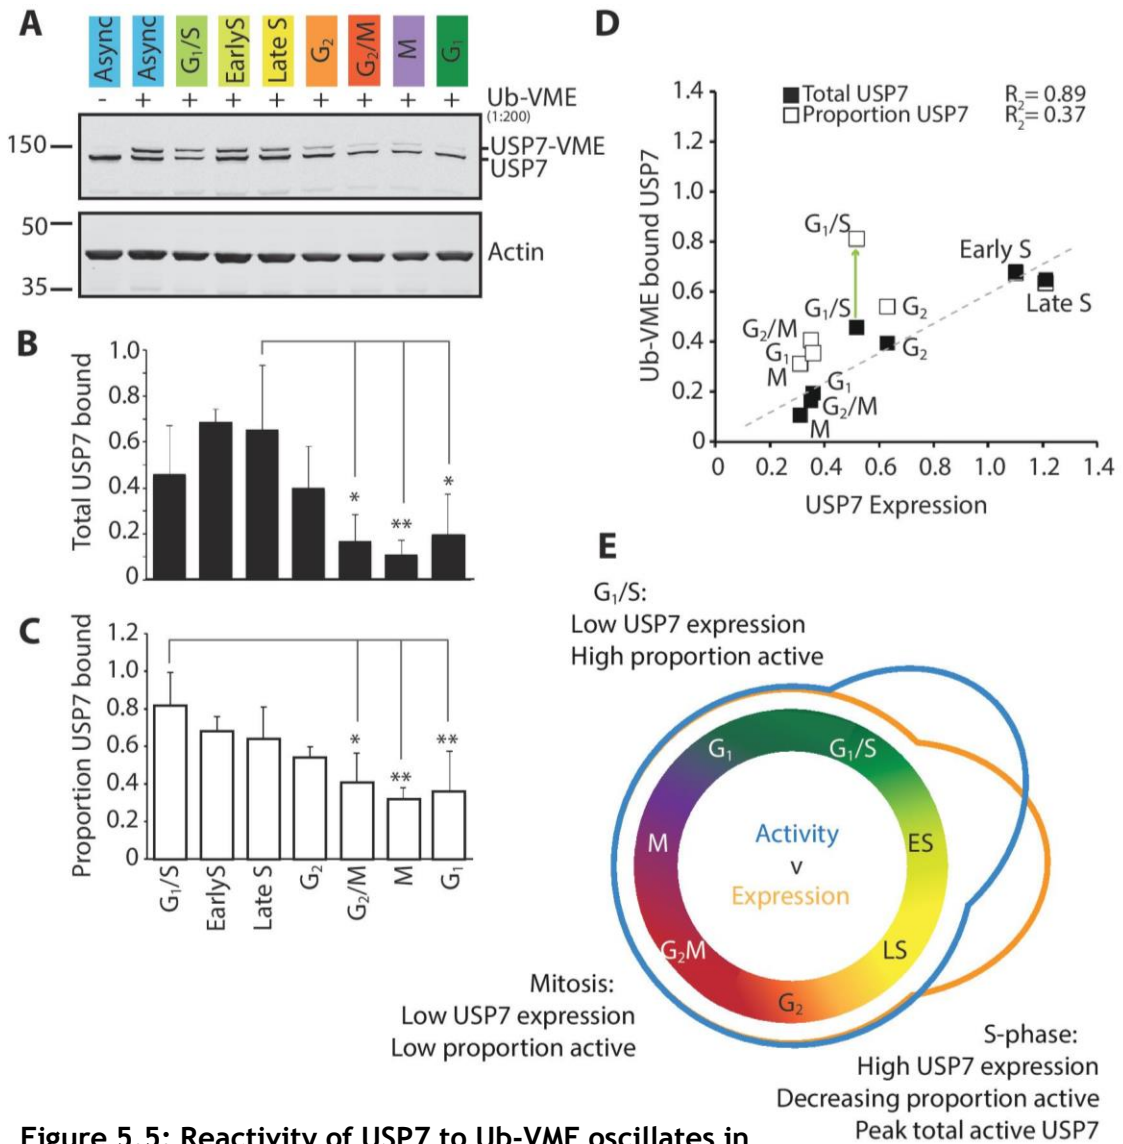 A
Async
Async
G₁/S
EarlyS
Late S
G₂
G₂/M
M
G₁
- + + + + + + + + Ub-VME
(1:200)
150
USP7-VME
USP7
50
Actin
35
B
Total USP7 bound
1.0
0.8
0.6
0.4
0.2
0
* ** *
C
Proportion USP7 bound
1.2
1.0
0.8
0.6
0.4
0.2
0
* ** **
G₁/S
EarlyS
Late S
G₂
G₂/M
M
G₁
D
Ub-VME bound USP7
1.4
1.2
1.0
0.8
0.6
0.4
0.2
0
Total USP7 R₂= 0.89
Proportion USP7 R₂= 0.37
G₁/S
Early S
G₁/S
G₂
Late S
G₂/M
G₂
G₁
M
G₁
G₂/M
M
0 0.2 0.4 0.6 0.8 1.0 1.2 1.4
USP7 Expression
E
G₁/S:
Low USP7 expression
High proportion active
G₁
G₁/S
M
ES
Activity
v
Expression
G₂M
LS
G₂
Mitosis:
Low USP7 expression
Low proportion active
S-phase:
High USP7 expression
Decreasing proportion active
Peak total active USP7
Figure 5.5: Reactivity of USP7 to Ub-VME oscillates in